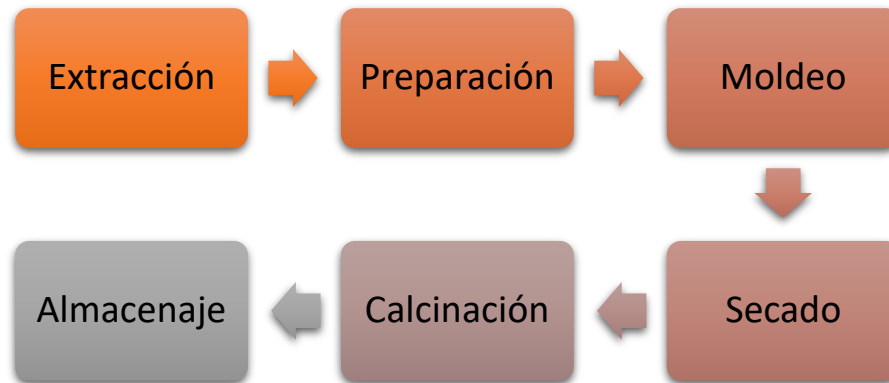 Extracción
Preparación
Moldeo
Secado
Calcinación
Almacenaje